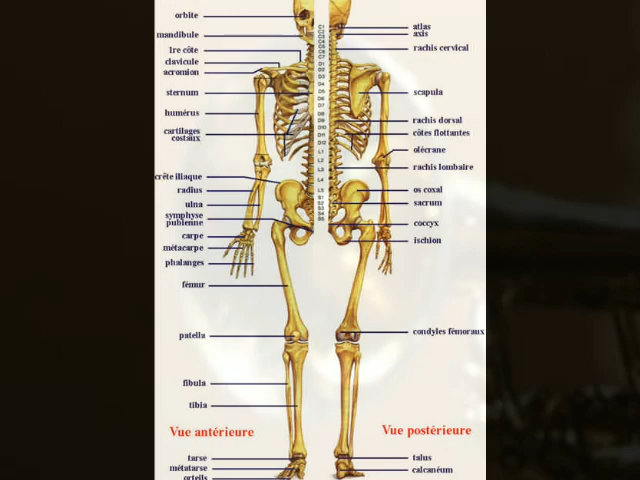 orbite
mandibule
1re côte
clavicule
acromion
sternum
humérus
cartilages
costaux
crête iliaque
radius
ulna
symphyse
pubienne
carpe
métacarpe
phalanges
fémur
patella
fibula
tibia
Vue antérieure
tarse
métatarse
orteils
atlas
axis
rachis cervical
scapula
rachis dorsal
côtes flottantes
olécrane
rachis lombaire
os coxal
sacrum
coccyx
ischion
condyles fémoraux
Vue postérieure
talus
calcanéum